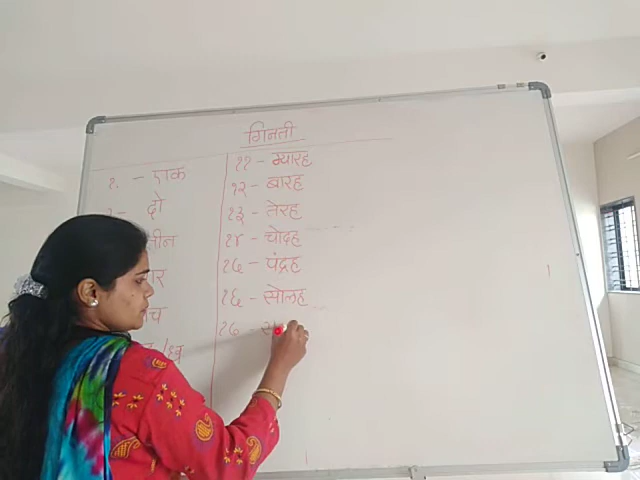 गिनती
१. - एक
दो
तीन
११ - ग्यारह
१२ - बारह
१३ - तेरह
१४ - चोदह
१५ - पंद्रह
१६ - सोलह
१७ -